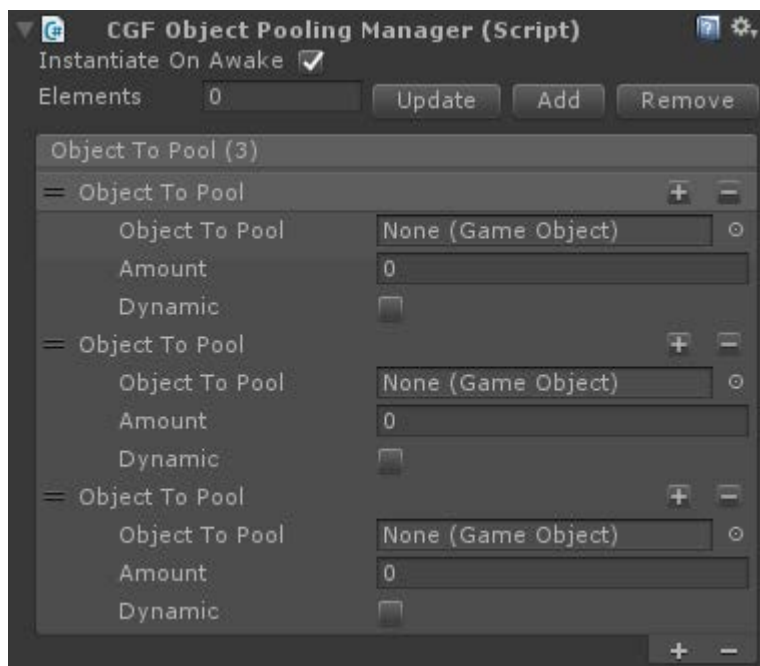 CGF Object Pooling Manager (Script)
Instantiate On Awake
Elements 0 Update Add Remove
Object To Pool (3)
Object To Pool
Object To Pool None (Game Object)
Amount 0
Dynamic
Object To Pool
Object To Pool None (Game Object)
Amount 0
Dynamic
Object To Pool
Object To Pool None (Game Object)
Amount 0
Dynamic